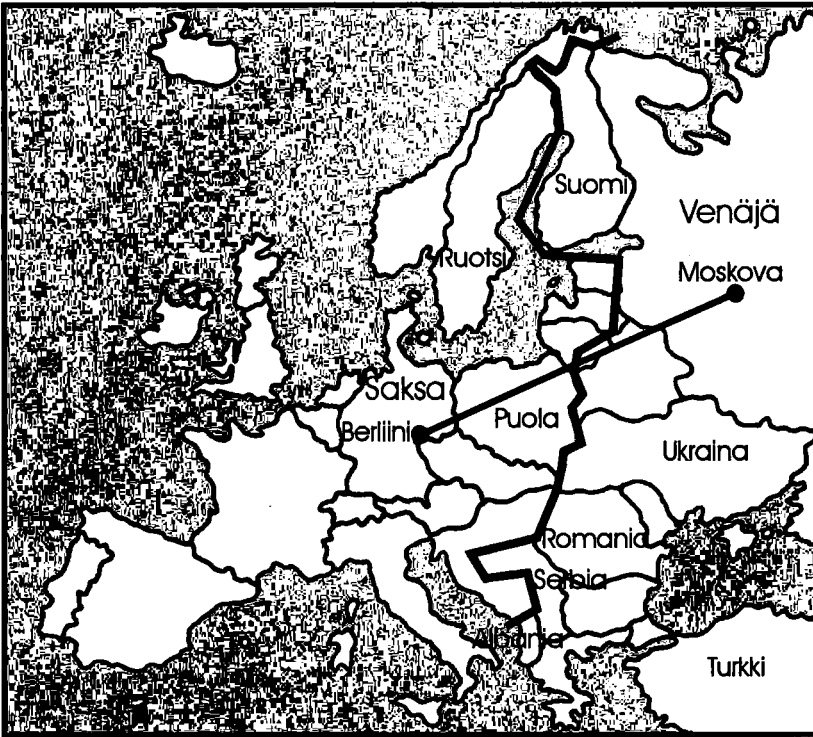 Suomi
Venäjä
Ruotsi
Moskova
Saksa
Berliini
Puola
Ukraina
Romania
Serbia
Albania
Turkki